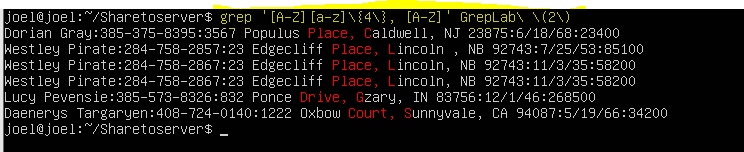 joel@joel:~/Sharetoserver$ grep '[A-Z][a-z]\{4\}, [A-Z]' GrepLab\ \(2\)
Dorian Gray:385-375-8395:3567 Populus Place, Caldwell, NJ 23875:6/18/68:23400
Westley Pirate:284-758-2857:23 Edgecliff Place, Lincoln , NB 92743:7/25/53:85100
Westley Pirate:284-758-2867:23 Edgecliff Place, Lincoln, NB 92743:11/3/35:58200
Westley Pirate:284-758-2867:23 Edgecliff Place, Lincoln, NB 92743:11/3/35:58200
Lucy Pevensie:385-573-8326:832 Ponce Drive, Gzary, IN 83756:12/1/46:268500
Daenerys Targaryen:408-724-0140:1222 Oxbow Court, Sunnyvale, CA 94087:5/19/66:34200
joel@joel:~/Sharetoserver$ _